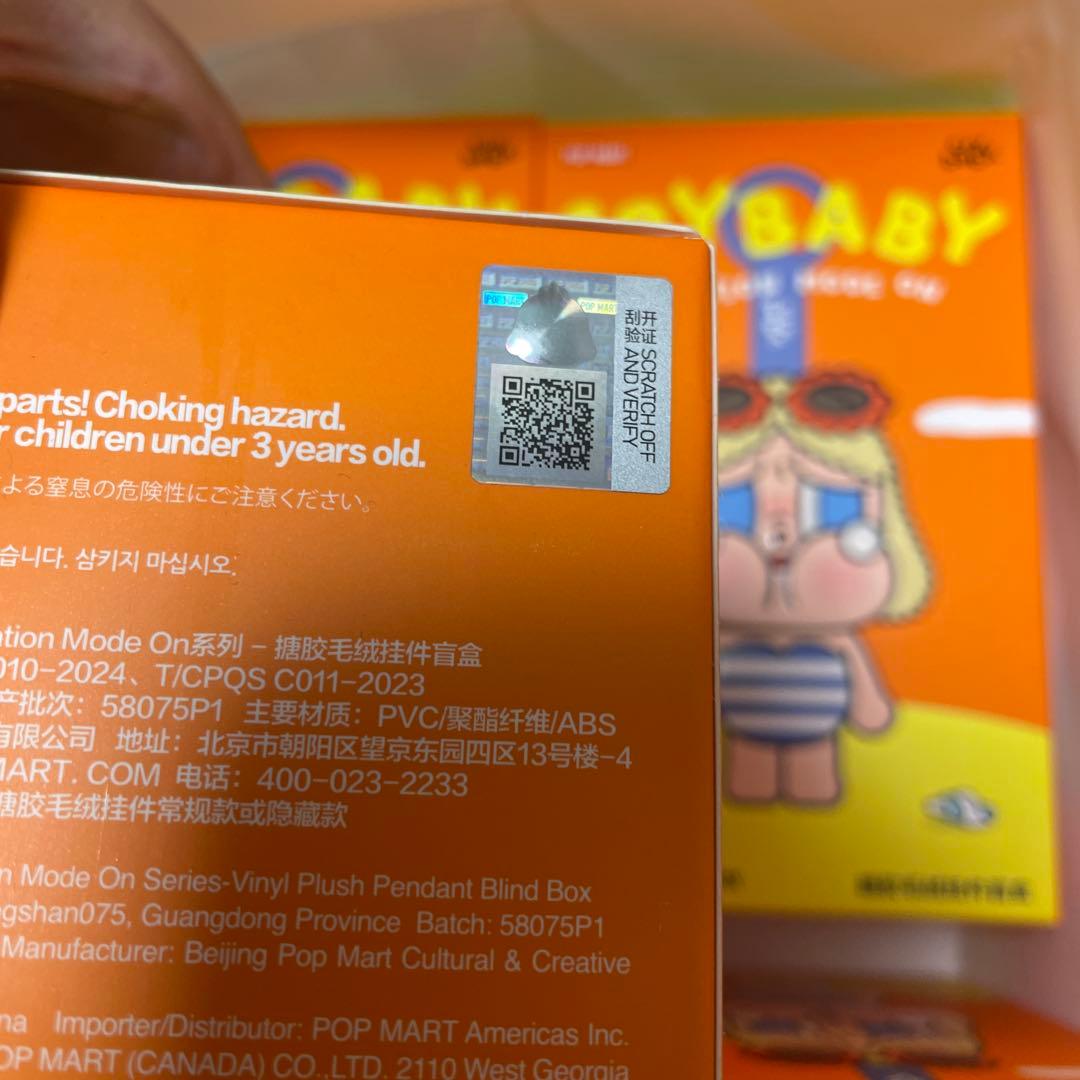 POP MART
POP MART
开证 SCRATCH OFF
刮验 AND VERIFY
CRYBABY
MODE ON
parts! Choking hazard.
r children under 3 years old.
よる窒息の危険性にご注意ください。
습니다. 삼키지 마십시오.
ation Mode On系列 – 搪胶毛绒挂件盲盒
010-2024、T/CPQS C011-2023
产批次：58075P1 主要材质：PVC/聚酯纤维/ABS
有限公司 地址：北京市朝阳区望京东园四区13号楼-4
MART. COM 电话：400-023-2233
搪胶毛绒挂件常规款或隐藏款
n Mode On Series-Vinyl Plush Pendant Blind Box
gshan075, Guangdong Province Batch: 58075P1
Manufacturer: Beijing Pop Mart Cultural & Creative
na Importer/Distributor: POP MART Americas Inc.
OP MART (CANADA) CO.,LTD. 2110 West Georgia